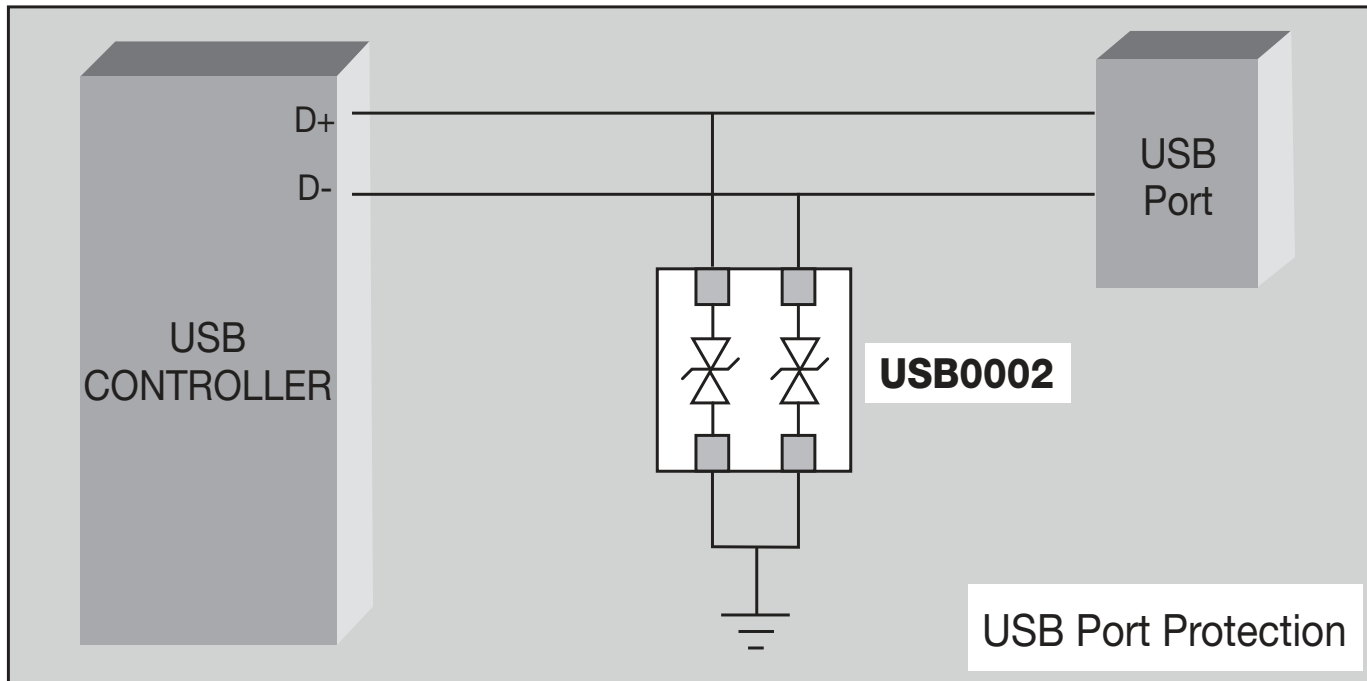 D+
D-
USB
Port
USB
CONTROLLER
USB0002
USB Port Protection